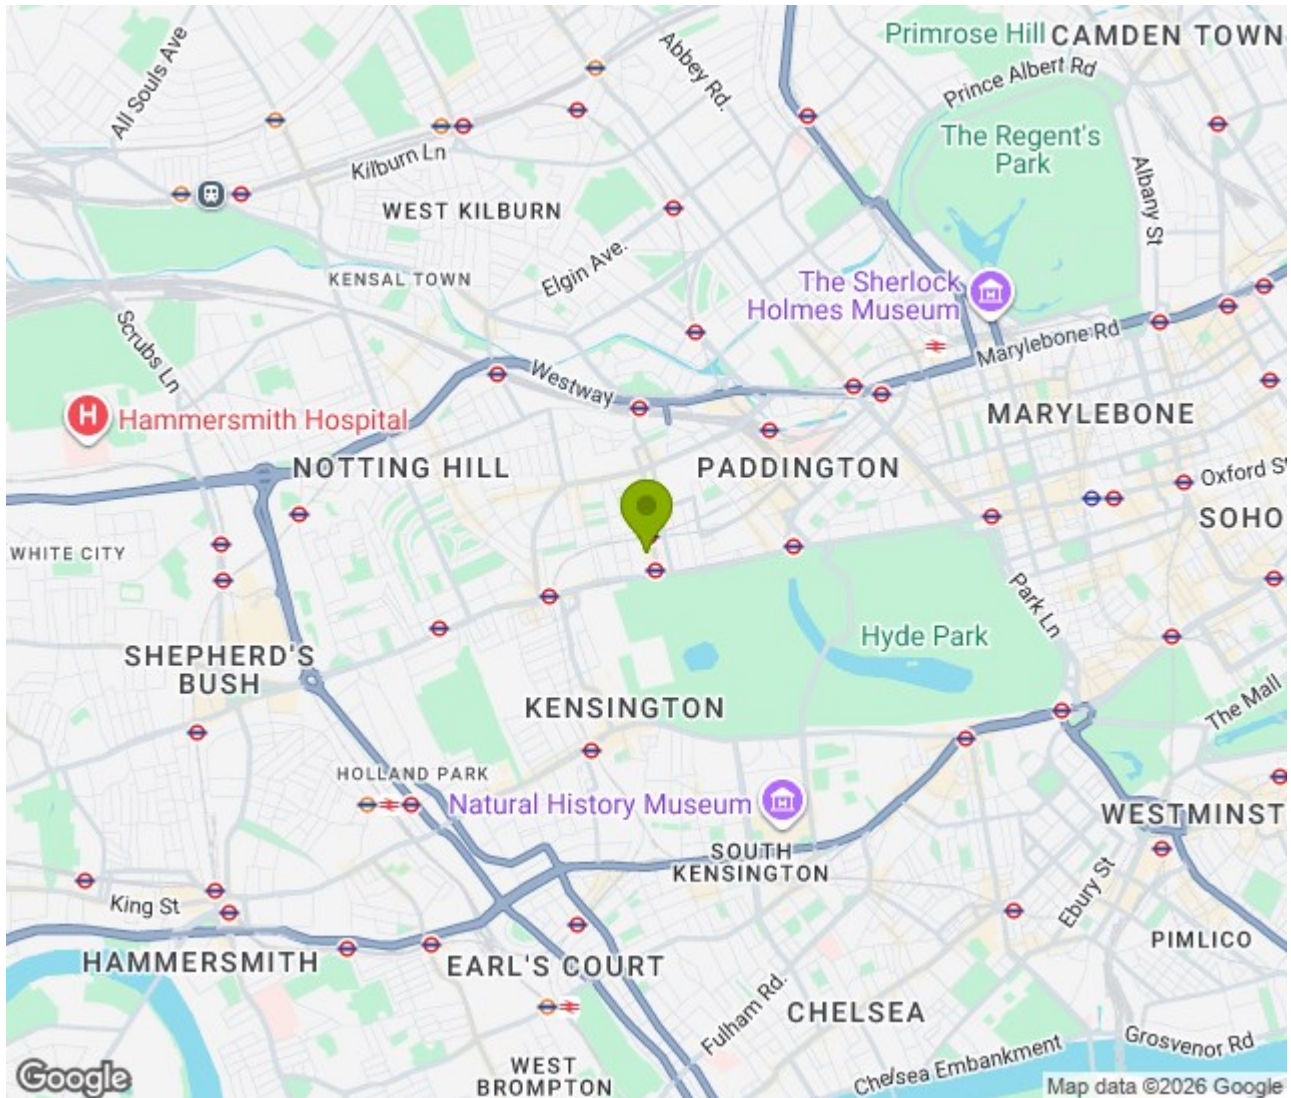 Primrose Hill
CAMDEN TOWN
All Souls Ave
Abbey Rd.
Prince Albert Rd
The Regent's
Park
Kilburn Ln
Albany St
WEST KILBURN
Elgin Ave.
KENSAL TOWN
The Sherlock
Holmes Museum
Scrubs Ln
Marylebone Rd
Westway
H
Hammersmith Hospital
MARYLEBONE
NOTTING HILL
PADDINGTON
Oxford St
SOHO
WHITE CITY
Park Ln
Hyde Park
SHEPHERD'S
BUSH
KENSINGTON
The Mall
HOLLAND PARK
Natural History Museum
WESTMINST
SOUTH
KENSINGTON
Ebury St
King St
PIMLICO
HAMMERSMITH
EARL'S COURT
Fulham Rd.
CHELSEA
Grosvenor Rd
Chelsea Embankment
WEST
BROMPTON
Google
Map data ©2026 Google